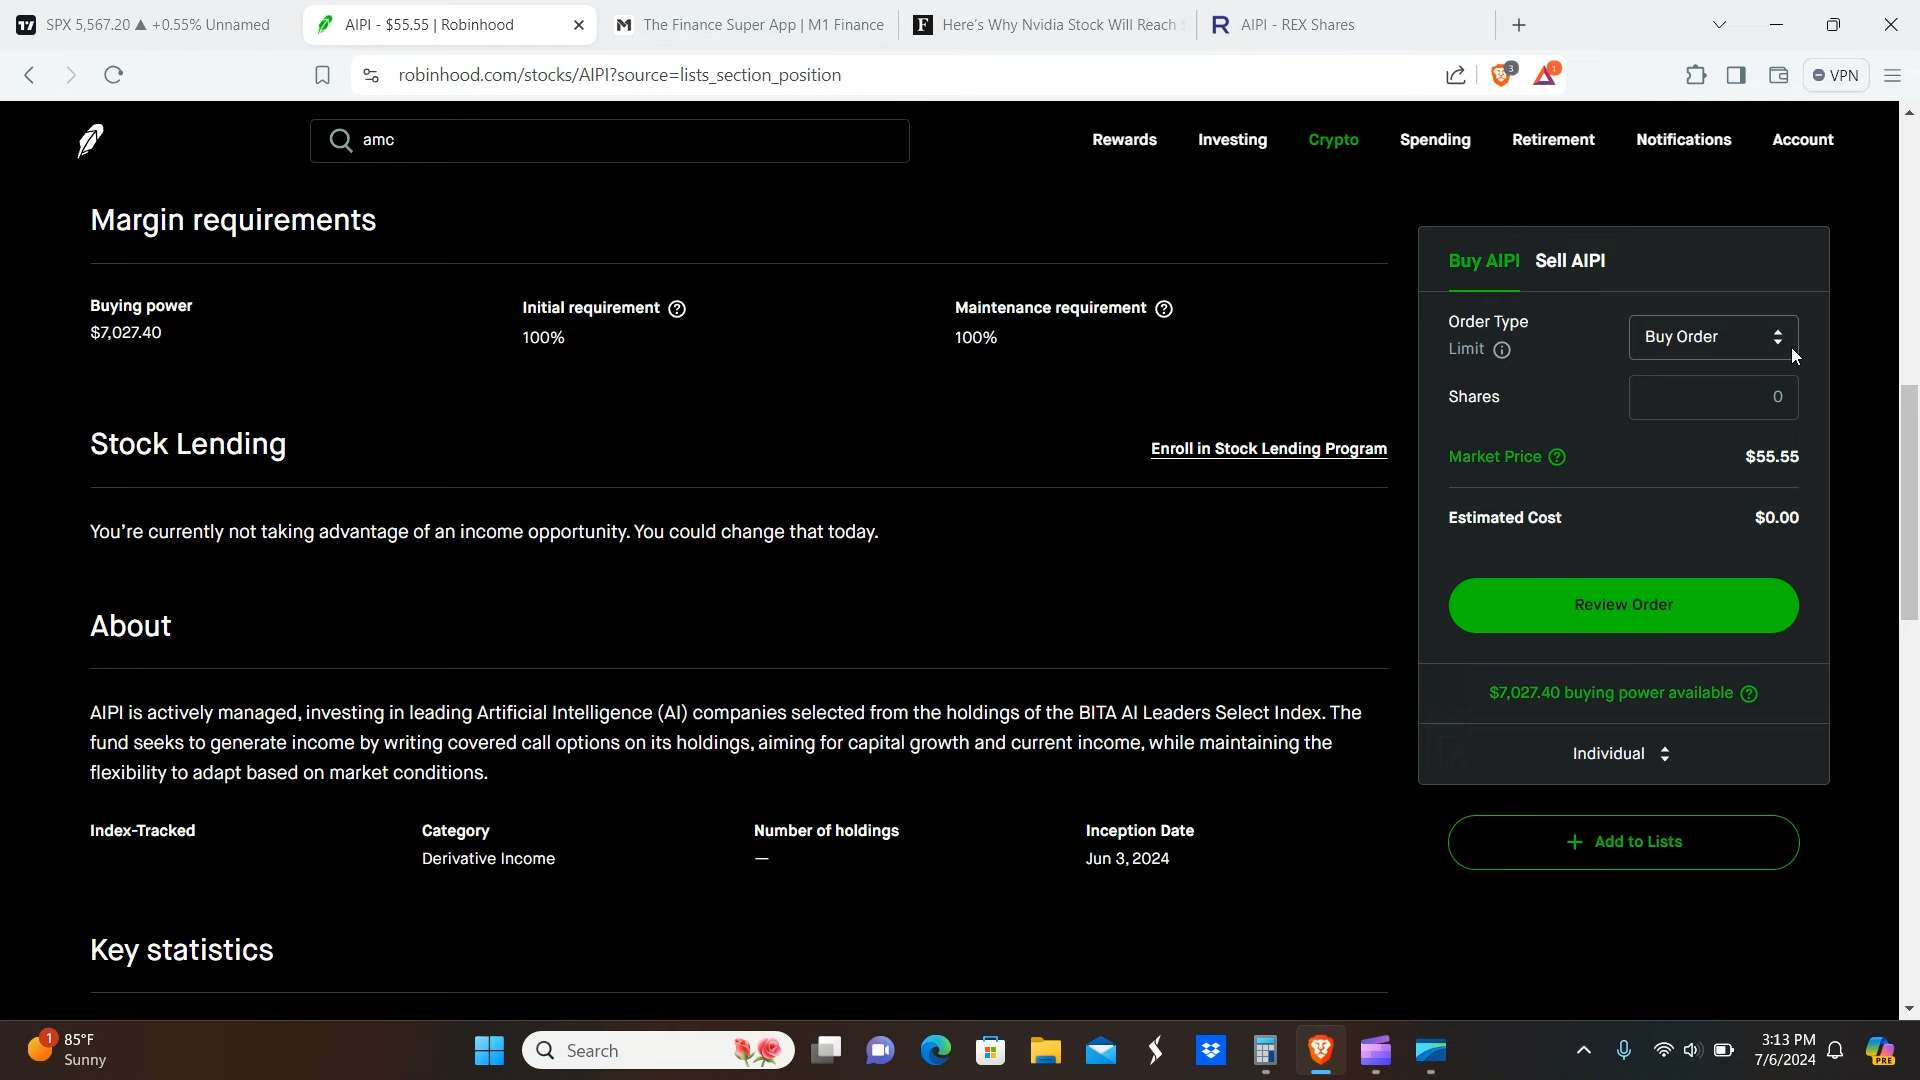 SPX 5,567.20 ▲ +0.55% Unnamed
AIPI - $55.55 | Robinhood
M The Finance Super App | M1 Finance
F Here's Why Nvidia Stock Will Reach
R AIPI - REX Shares
robinhood.com/stocks/AIPI?source=lists_section_position
3
1
VPN
amc
Rewards
Investing
Crypto
Spending
Retirement
Notifications
Account
Margin requirements
Buying power
$7,027.40
Initial requirement ?
100%
Maintenance requirement ?
100%
Stock Lending
Enroll in Stock Lending Program
You're currently not taking advantage of an income opportunity. You could change that today.
About
AIPI is actively managed, investing in leading Artificial Intelligence (AI) companies selected from the holdings of the BITA AI Leaders Select Index. The
fund seeks to generate income by writing covered call options on its holdings, aiming for capital growth and current income, while maintaining the
flexibility to adapt based on market conditions.
Index-Tracked
Category
Derivative Income
Number of holdings
—
Inception Date
Jun 3, 2024
Key statistics
Buy AIPI
Sell AIPI
Order Type
Limit
Buy Order
Shares
0
Market Price ?
$55.55
Estimated Cost
$0.00
Review Order
$7,027.40 buying power available ?
Individual
+ Add to Lists
1
85°F
Sunny
Search
3:13 PM
7/6/2024
PRE